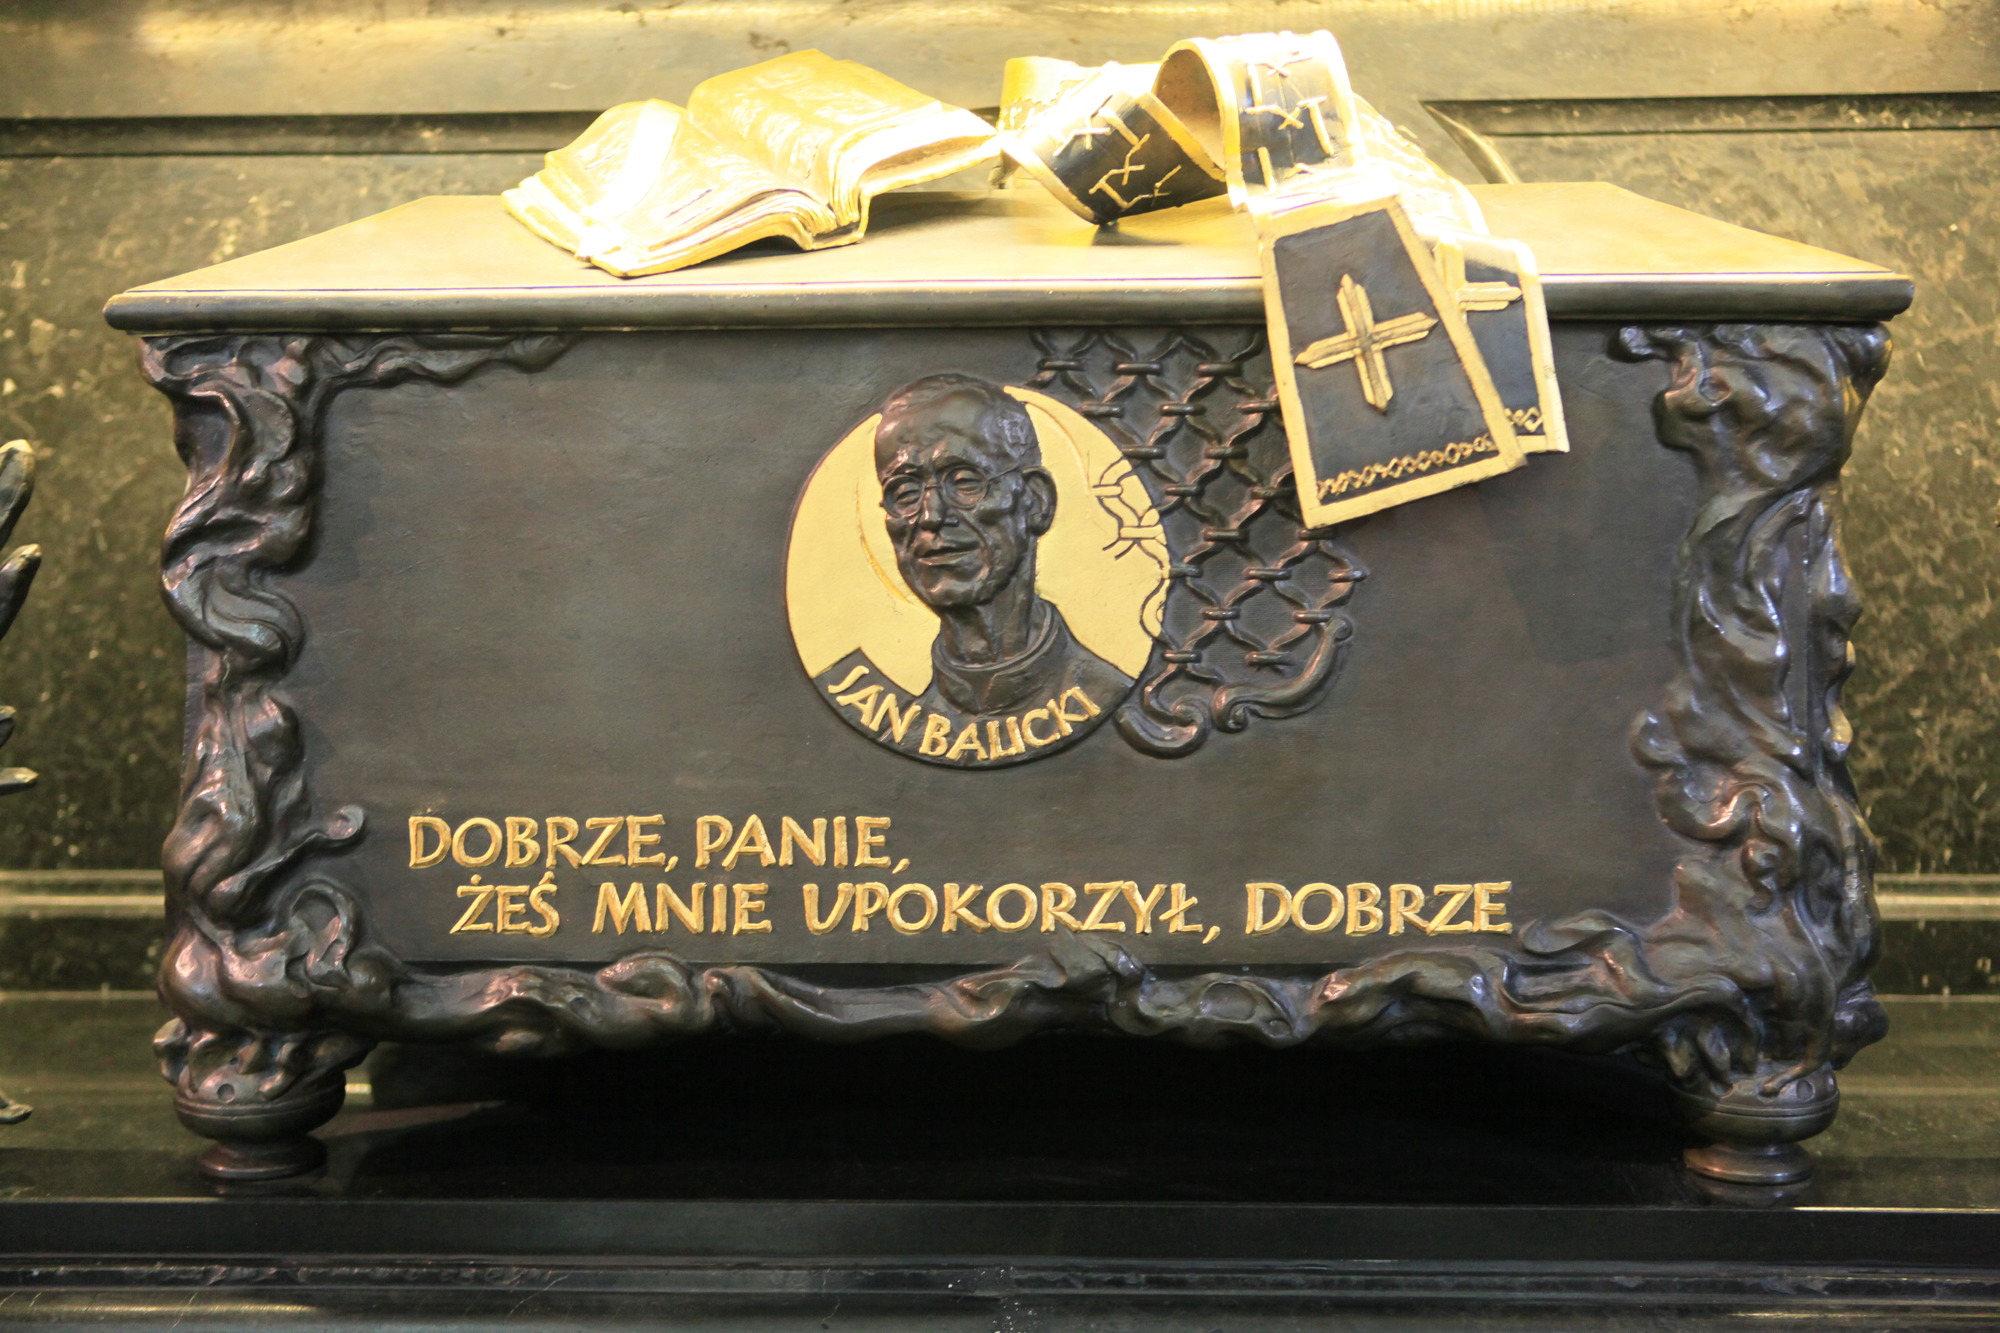 JAN BALICKI
DOBRZE, PANIE,
ŻEŚ MNIE UPOKORZYŁ, DOBRZE